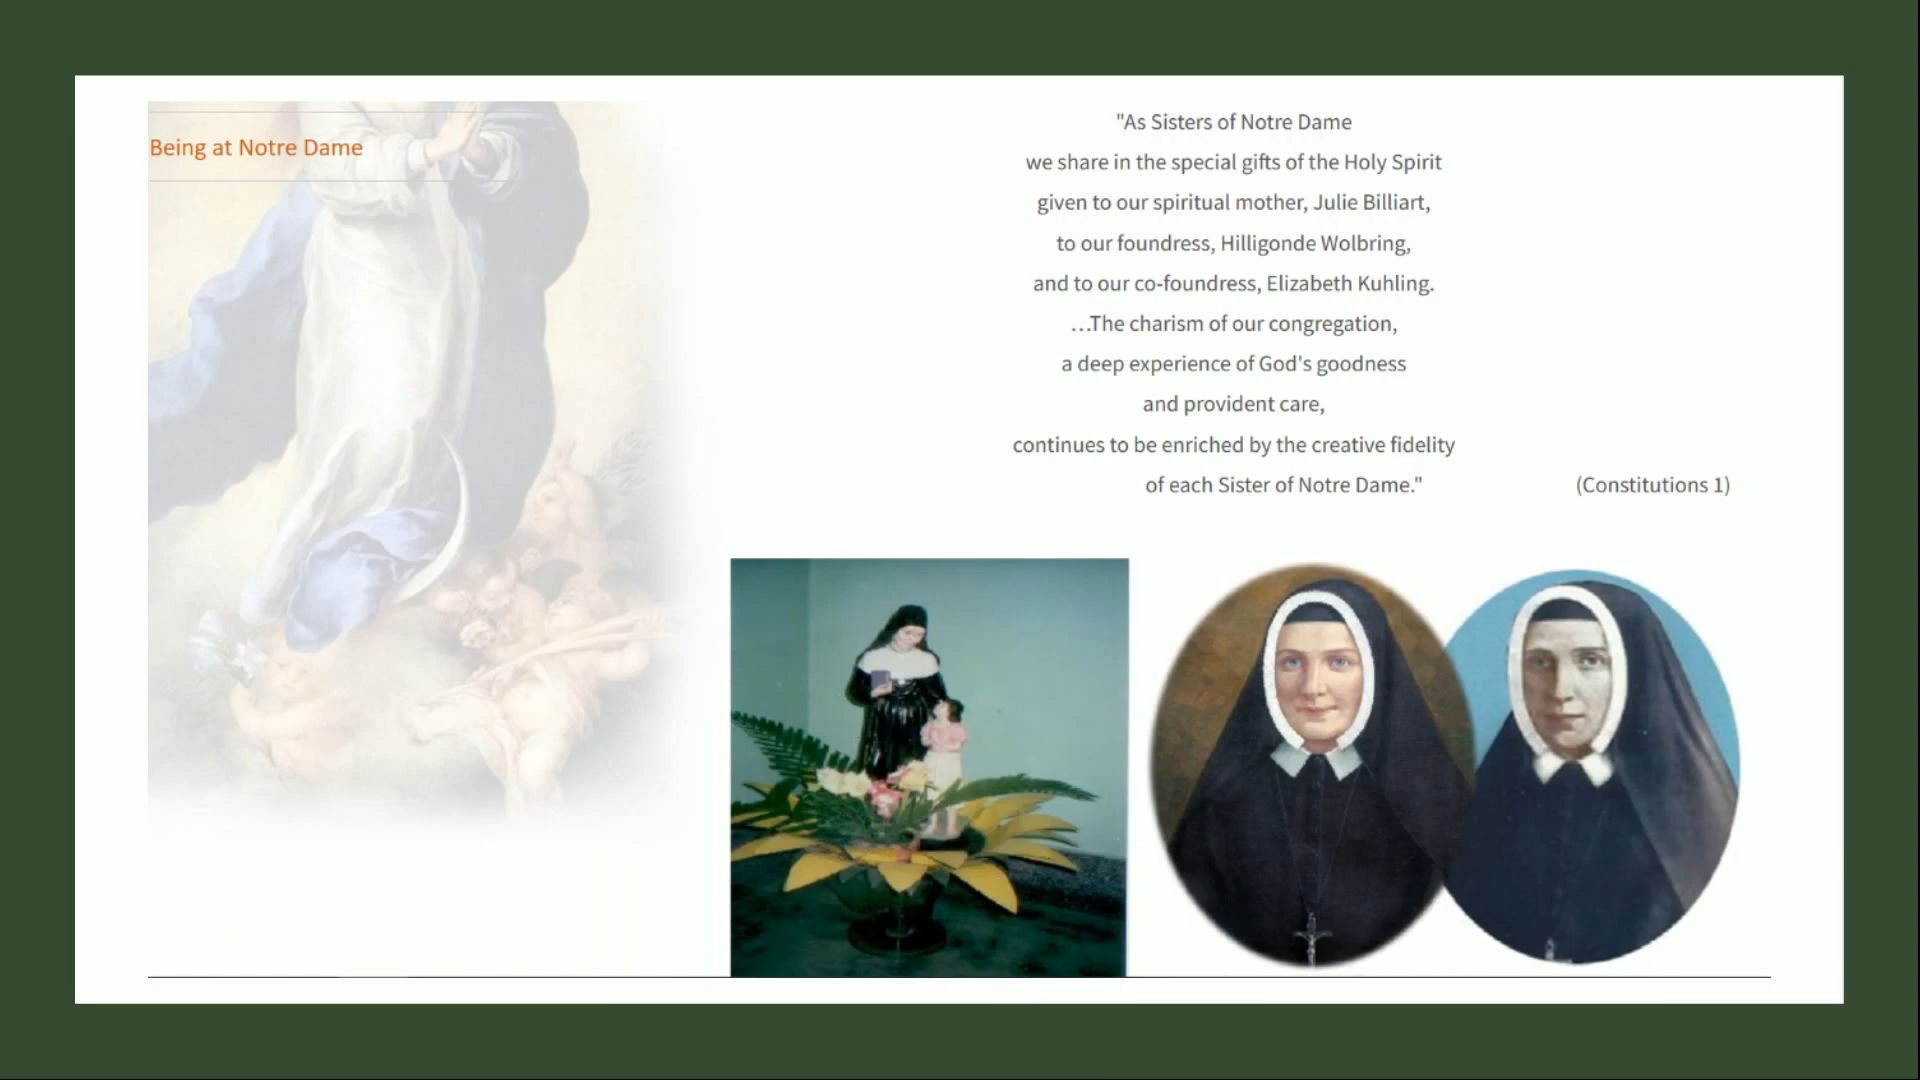 Being at Notre Dame
"As Sisters of Notre Dame
we share in the special gifts of the Holy Spirit
given to our spiritual mother, Julie Billiart,
to our foundress, Hilligonde Wolbring,
and to our co-foundress, Elizabeth Kuhling.
…The charism of our congregation,
a deep experience of God's goodness
and provident care,
continues to be enriched by the creative fidelity
of each Sister of Notre Dame." (Constitutions 1)